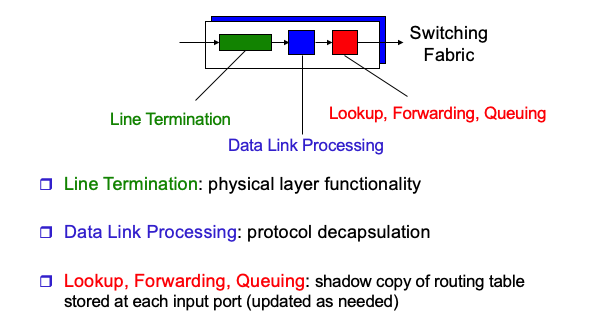 Switching
Fabric
Line Termination
Lookup, Forwarding, Queuing
Data Link Processing
Line Termination: physical layer functionality
Data Link Processing: protocol decapsulation
Lookup, Forwarding, Queuing: shadow copy of routing table
stored at each input port (updated as needed)